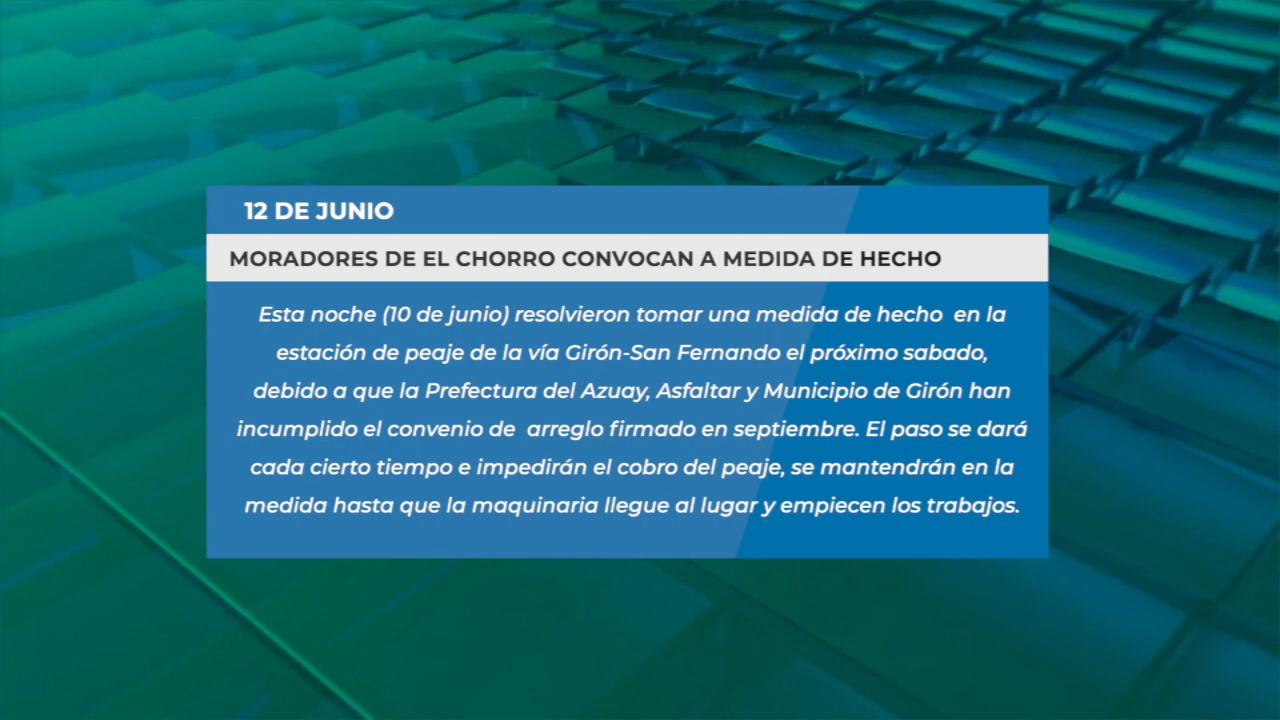 12 DE JUNIO
MORADORES DE EL CHORRO CONVOCAN A MEDIDA DE HECHO
Esta noche (10 de junio) resolvieron tomar una medida de hecho  en la
estación de peaje de la vía Girón-San Fernando el próximo sabado,
debido a que la Prefectura del Azuay, Asfaltar y Municipio de Girón han
incumplido el convenio de  arreglo firmado en septiembre. El paso se dará
cada cierto tiempo e impedirán el cobro del peaje, se mantendrán en la
medida hasta que la maquinaria llegue al lugar y empiecen los trabajos.